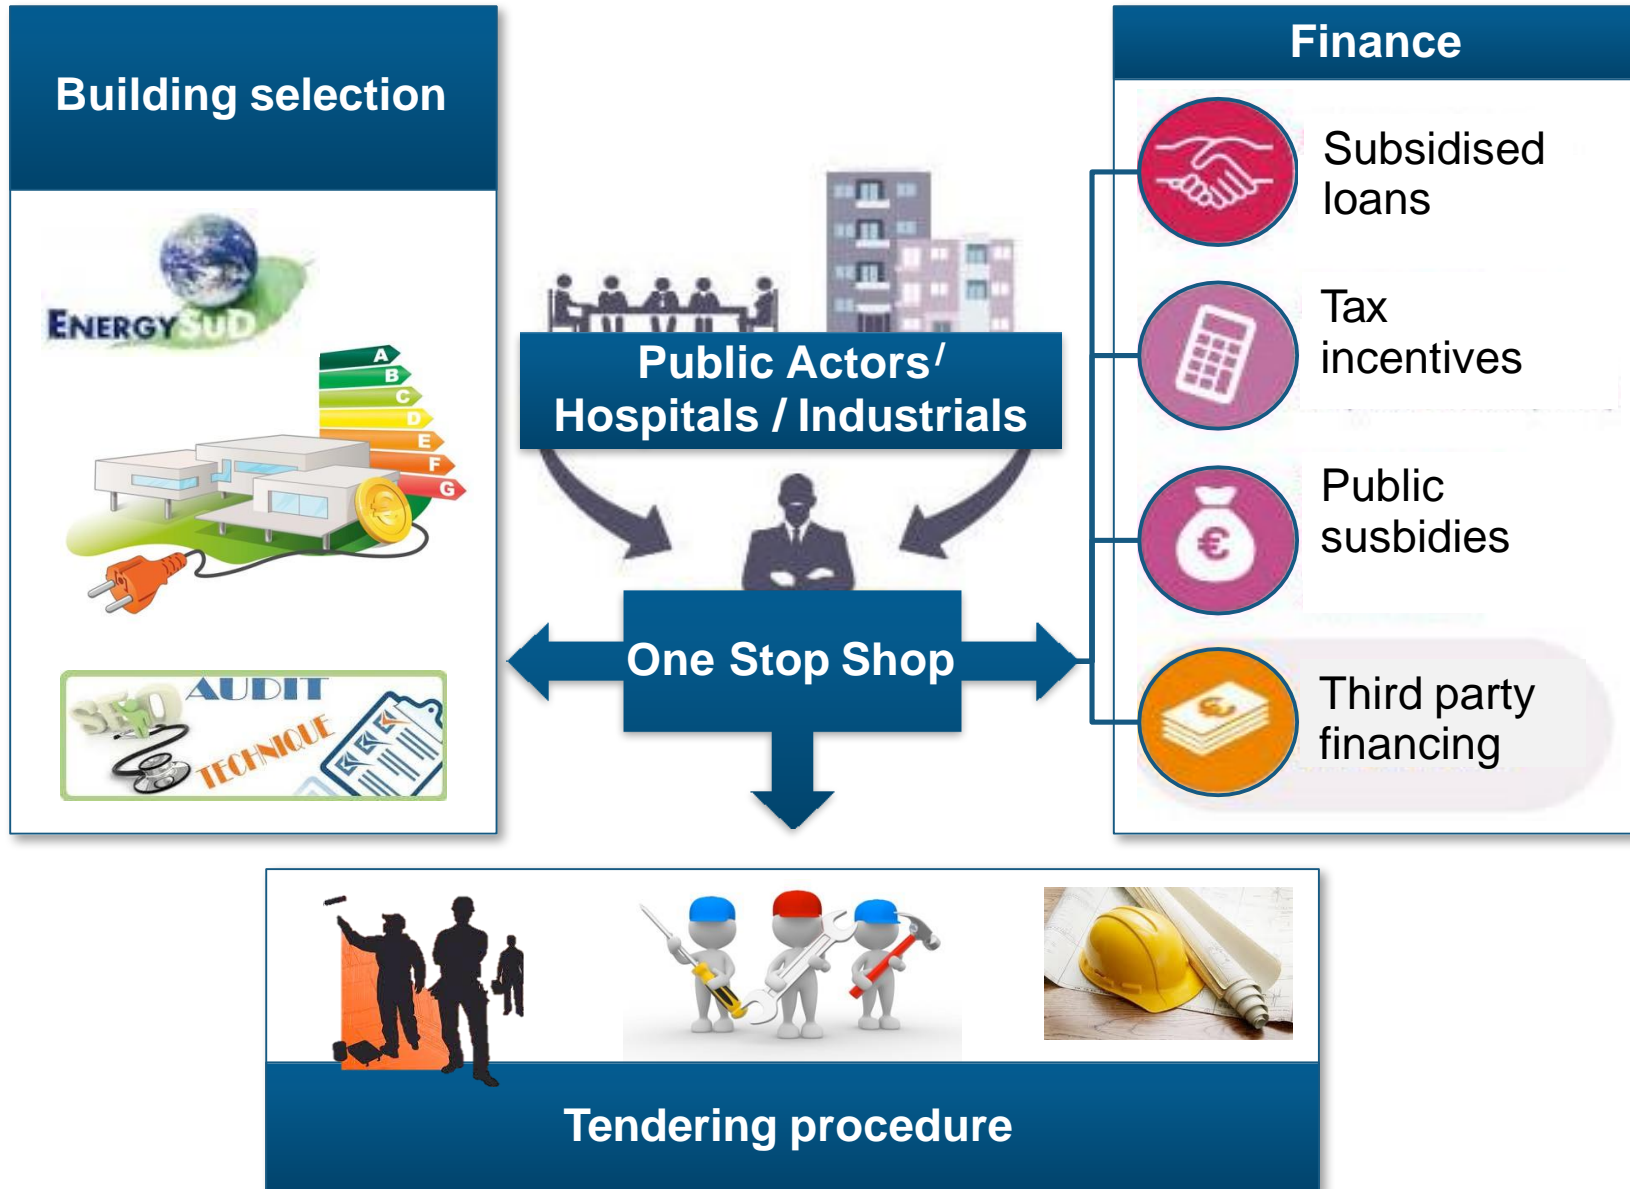 Building selection
ENERGYSUD
A
B
C
D
E
F
G
SEO AUDIT
TECHNIQUE
Public Actors /
Hospitals / Industrials
One Stop Shop
Finance
Subsidised
loans
Tax
incentives
€
Public
susbidies
€
Third party
financing
Tendering procedure